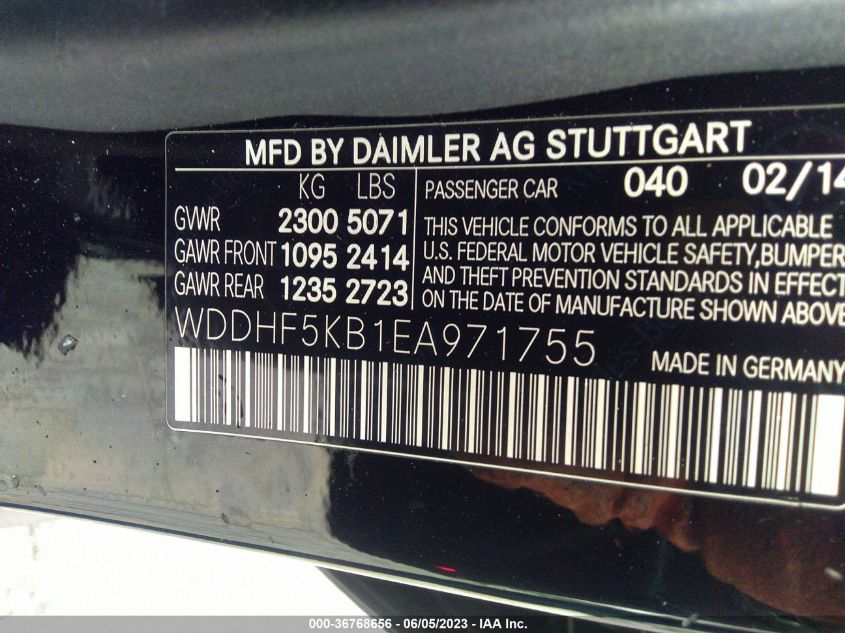 MFD BY DAIMLER AG STUTTGART
KG LBS
GVWR 2300 5071
GAWR FRONT 1095 2414
GAWR REAR 1235 2723
PASSENGER CAR 040 02/14
THIS VEHICLE CONFORMS TO ALL APPLICABLE
U.S. FEDERAL MOTOR VEHICLE SAFETY, BUMPER
AND THEFT PREVENTION STANDARDS IN EFFECT
ON THE DATE OF MANUFACTURE SHOWN ABOVE
WDDHF5KB1EA971755
MADE IN GERMANY
000-36768656 - 06/05/2023 - IAA Inc.